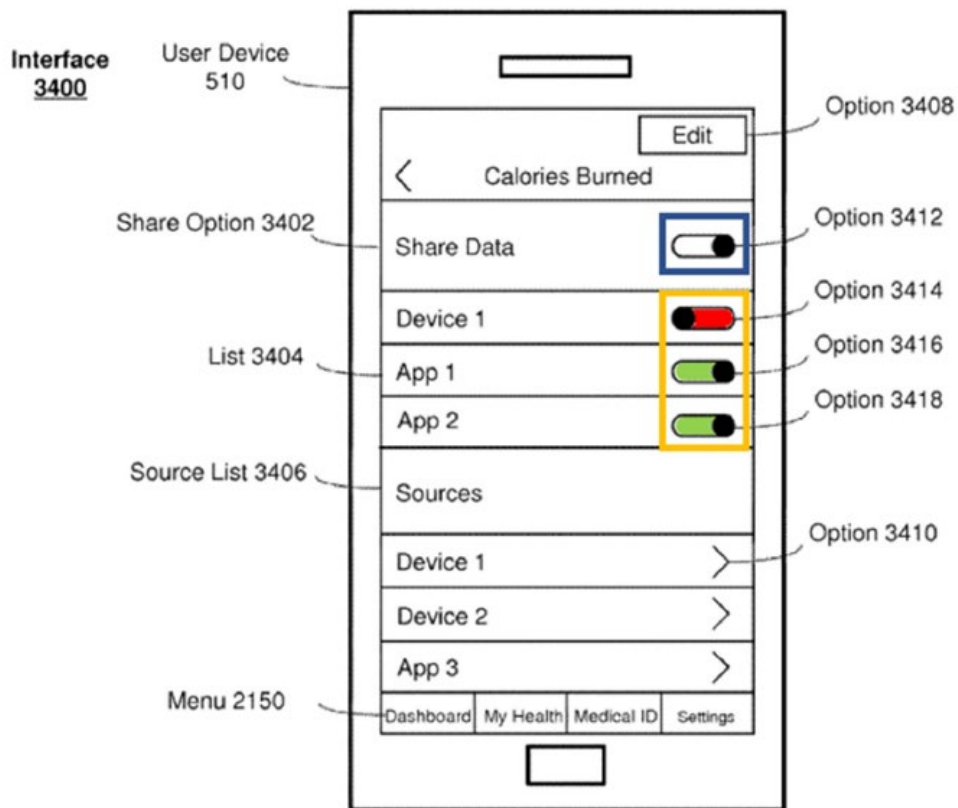 Interface
3400
User Device
510
Option 3408
Edit
Calories Burned
Share Option 3402
Share Data
Option 3412
Device 1
Option 3414
List 3404
App 1
Option 3416
App 2
Option 3418
Source List 3406
Sources
Device 1
Option 3410
Device 2
App 3
Menu 2150
Dashboard My Health Medical ID Settings